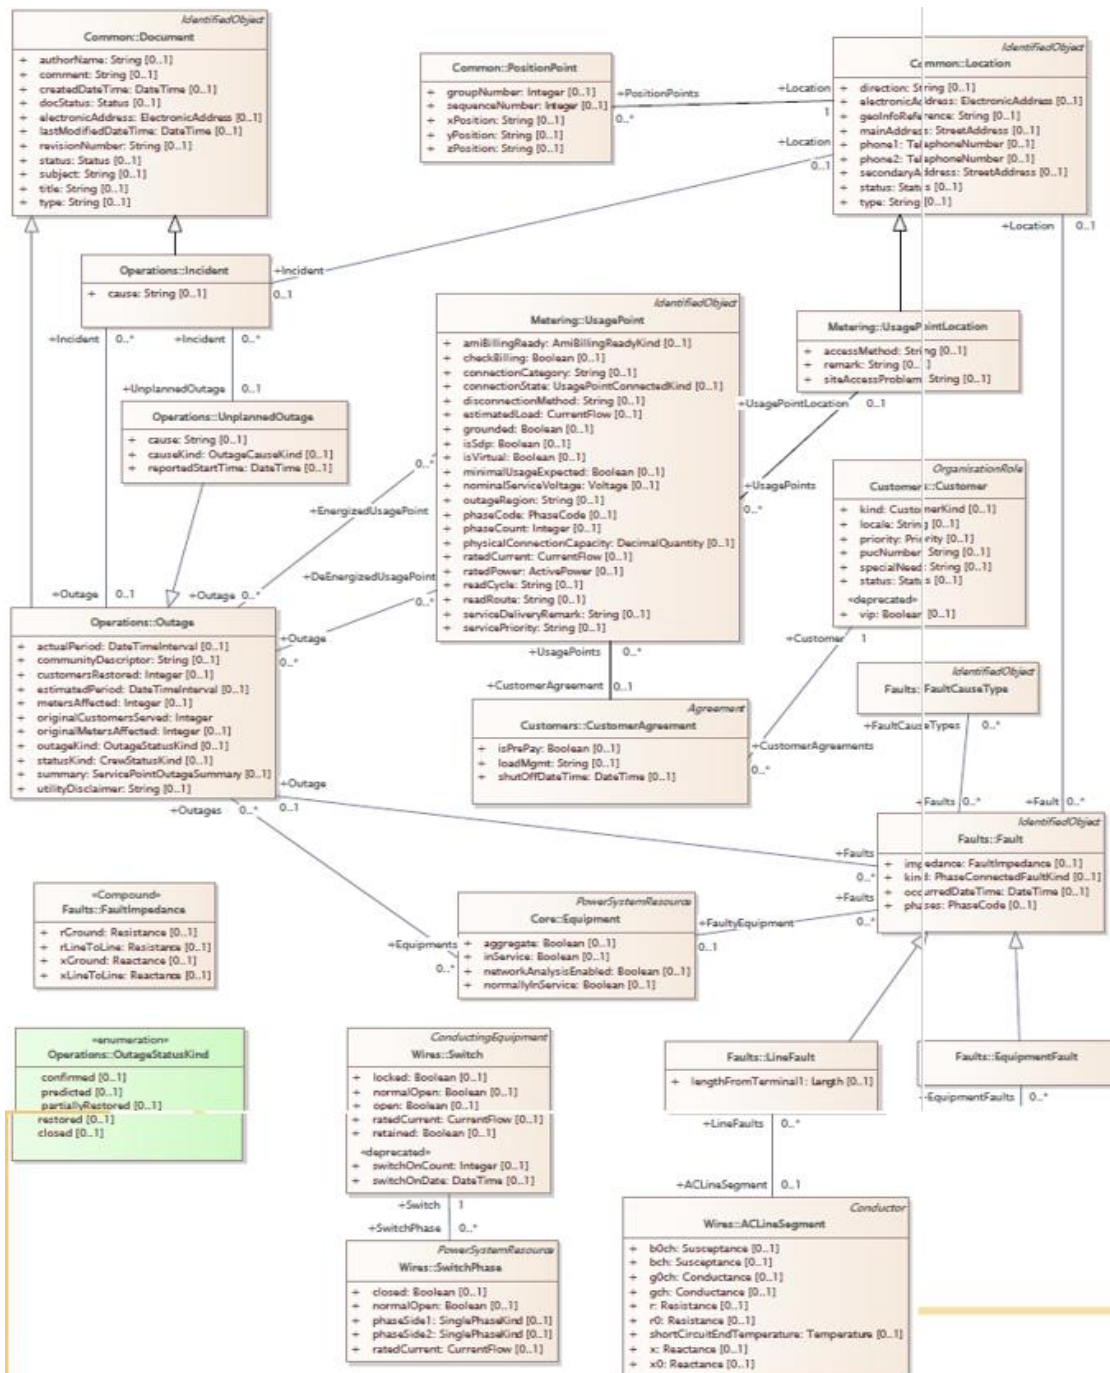 IdentifiedObject
Common::Document
+ authorName: String [0..1]
+ comment: String [0..1]
+ createdDateTime: DateTime [0..1]
+ docStatus: Status [0..1]
+ electronicAddress: ElectronicAddress [0..1]
+ lastModifiedDateTime: DateTime [0..1]
+ revisionNumber: String [0..1]
+ status: Status [0..1]
+ subject: String [0..1]
+ title: String [0..1]
+ type: String [0..1]
Common::PositionPoint
+ groupNumber: Integer [0..1]
+ sequenceNumber: Integer [0..1]
+ xPosition: String [0..1]
+ yPosition: String [0..1]
+ zPosition: String [0..1]
+PositionPoints
0..*
+Location
1
IdentifiedObject
Common::Location
+ direction: String [0..1]
+ electronicAddress: ElectronicAddress [0..1]
+ geoInfoReference: String [0..1]
+ mainAddress: StreetAddress [0..1]
+ phone1: TelephoneNumber [0..1]
+ phone2: TelephoneNumber [0..1]
+ secondaryAddress: StreetAddress [0..1]
+ status: Status [0..1]
+ type: String [0..1]
+Location
0..1
+Location 0..1
Operations::Incident
+ cause: String [0..1]
+Incident
0..1
+Incident 0..*
+Incident 0..*
+UnplannedOutage 0..1
Operations::UnplannedOutage
+ cause: String [0..1]
+ causeKind: OutageCauseKind [0..1]
+ reportedStartTime: DateTime [0..1]
IdentifiedObject
Metering::UsagePoint
+ amiBillingReady: AmiBillingReadyKind [0..1]
+ checkBilling: Boolean [0..1]
+ connectionCategory: String [0..1]
+ connectionState: UsagePointConnectedKind [0..1]
+ disconnectionMethod: String [0..1]
+ estimatedLoad: CurrentFlow [0..1]
+ grounded: Boolean [0..1]
+ isSdp: Boolean [0..1]
+ isVirtual: Boolean [0..1]
+ minimalUsageExpected: Boolean [0..1]
+ nominalServiceVoltage: Voltage [0..1]
+ outageRegion: String [0..1]
+ phaseCode: PhaseCode [0..1]
+ phaseCount: Integer [0..1]
+ physicalConnectionCapacity: DecimalQuantity [0..1]
+ ratedCurrent: CurrentFlow [0..1]
+ ratedPower: ActivePower [0..1]
+ readCycle: String [0..1]
+ readRoute: String [0..1]
+ serviceDeliveryRemark: String [0..1]
+ servicePriority: String [0..1]
Metering::UsagePointLocation
+ accessMethod: String [0..1]
+ remark: String [0..1]
+ siteAccessProblem: String [0..1]
+UsagePointLocation 0..1
+UsagePoints
0..*
0..*
+EnergizedUsagePoint
+DeEnergizedUsagePoint
0..*
+Outage 0..1
+Outage 0..*
+Outage
0..*
OrganisationRole
Customers::Customer
+ kind: CustomerKind [0..1]
+ locale: String [0..1]
+ priority: Priority [0..1]
+ pucNumber: String [0..1]
+ specialNeed: String [0..1]
+ status: Status [0..1]
«deprecated»
+ vip: Boolean [0..1]
+Customer 1
Operations::Outage
+ actualPeriod: DateTimeInterval [0..1]
+ communityDescriptor: String [0..1]
+ customersRestored: Integer [0..1]
+ estimatedPeriod: DateTimeInterval [0..1]
+ metersAffected: Integer [0..1]
+ originalCustomersServed: Integer
+ originalMetersAffected: Integer [0..1]
+ outageKind: OutageStatusKind [0..1]
+ statusKind: CrewStatusKind [0..1]
+ summary: ServicePointOutageSummary [0..1]
+ utilityDisclaimer: String [0..1]
+UsagePoints 0..*
+CustomerAgreement 0..1
Agreement
Customers::CustomerAgreement
+ isPrePay: Boolean [0..1]
+ loadMgmt: String [0..1]
+ shutOffDateTime: DateTime [0..1]
+CustomerAgreements
0..*
IdentifiedObject
Faults::FaultCauseType
+FaultCauseTypes 0..*
+Faults 0..*
+Fault 0..*
+Outage
0..1
+Outages 0..*
IdentifiedObject
Faults::Fault
+ impedance: FaultImpedance [0..1]
+ kind: PhaseConnectedFaultKind [0..1]
+ occurredDateTime: DateTime [0..1]
+ phases: PhaseCode [0..1]
+Faults
0..*
+Faults
0..*
«Compound»
Faults::FaultImpedance
+ rGround: Resistance [0..1]
+ rLineToLine: Resistance [0..1]
+ xGround: Reactance [0..1]
+ xLineToLine: Reactance [0..1]
+Equipments
0..*
PowerSystemResource
Core::Equipment
+ aggregate: Boolean [0..1]
+ inService: Boolean [0..1]
+ networkAnalysisEnabled: Boolean [0..1]
+ normallyInService: Boolean [0..1]
+FaultyEquipment
0..1
«enumeration»
Operations::OutageStatusKind
confirmed [0..1]
predicted [0..1]
partiallyRestored [0..1]
restored [0..1]
closed [0..1]
ConductingEquipment
Wires::Switch
+ locked: Boolean [0..1]
+ normalOpen: Boolean [0..1]
+ open: Boolean [0..1]
+ ratedCurrent: CurrentFlow [0..1]
+ retained: Boolean [0..1]
«deprecated»
+ switchOnCount: Integer [0..1]
+ switchOnDate: DateTime [0..1]
+Switch 1
+SwitchPhase 0..*
PowerSystemResource
Wires::SwitchPhase
+ closed: Boolean [0..1]
+ normalOpen: Boolean [0..1]
+ phaseSide1: SinglePhaseKind [0..1]
+ phaseSide2: SinglePhaseKind [0..1]
+ ratedCurrent: CurrentFlow [0..1]
Faults::LineFault
+ lengthFromTerminal1: Length [0..1]
+LineFaults 0..*
+ACLineSegment 0..1
Faults::EquipmentFault
+EquipmentFaults 0..*
Conductor
Wires::ACLineSegment
+ b0ch: Susceptance [0..1]
+ bch: Susceptance [0..1]
+ g0ch: Conductance [0..1]
+ gch: Conductance [0..1]
+ r: Resistance [0..1]
+ r0: Resistance [0..1]
+ shortCircuitEndTemperature: Temperature [0..1]
+ x: Reactance [0..1]
+ x0: Reactance [0..1]